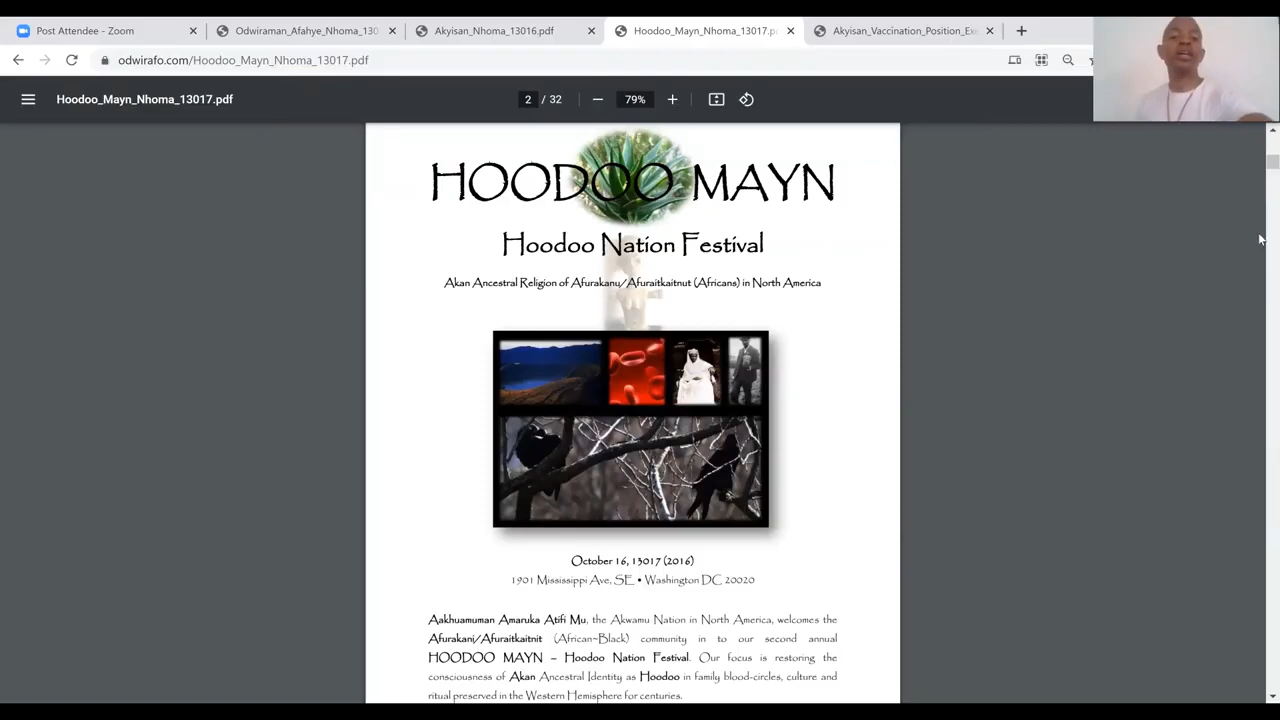 Post Attendee - Zoom
Odwiraman_Afahye_Nhoma_130
Akyisan_Nhoma_13016.pdf
Hoodoo_Mayn_Nhoma_13017.p
Akyisan_Vaccination_Position_Exe
odwirafo.com/Hoodoo_Mayn_Nhoma_13017.pdf
Hoodoo_Mayn_Nhoma_13017.pdf
2 / 32
79%
HOODOO MAYN
Hoodoo Nation Festival
Akan Ancestral Religion of Afurakanu/Afuraitkaitnut (Africans) in North America
October 16, 13017 (2016)
1901 Mississippi Ave, SE • Washington DC 20020
Aakhuamuman Amaruka Atifi Mu, the Akwamu Nation in North America, welcomes the
Afurakani/Afuraitkaitnit (African~Black) community in to our second annual
HOODOO MAYN – Hoodoo Nation Festival. Our focus is restoring the
consciousness of Akan Ancestral Identity as Hoodoo in family blood-circles, culture and
ritual preserved in the Western Hemisphere for centuries.